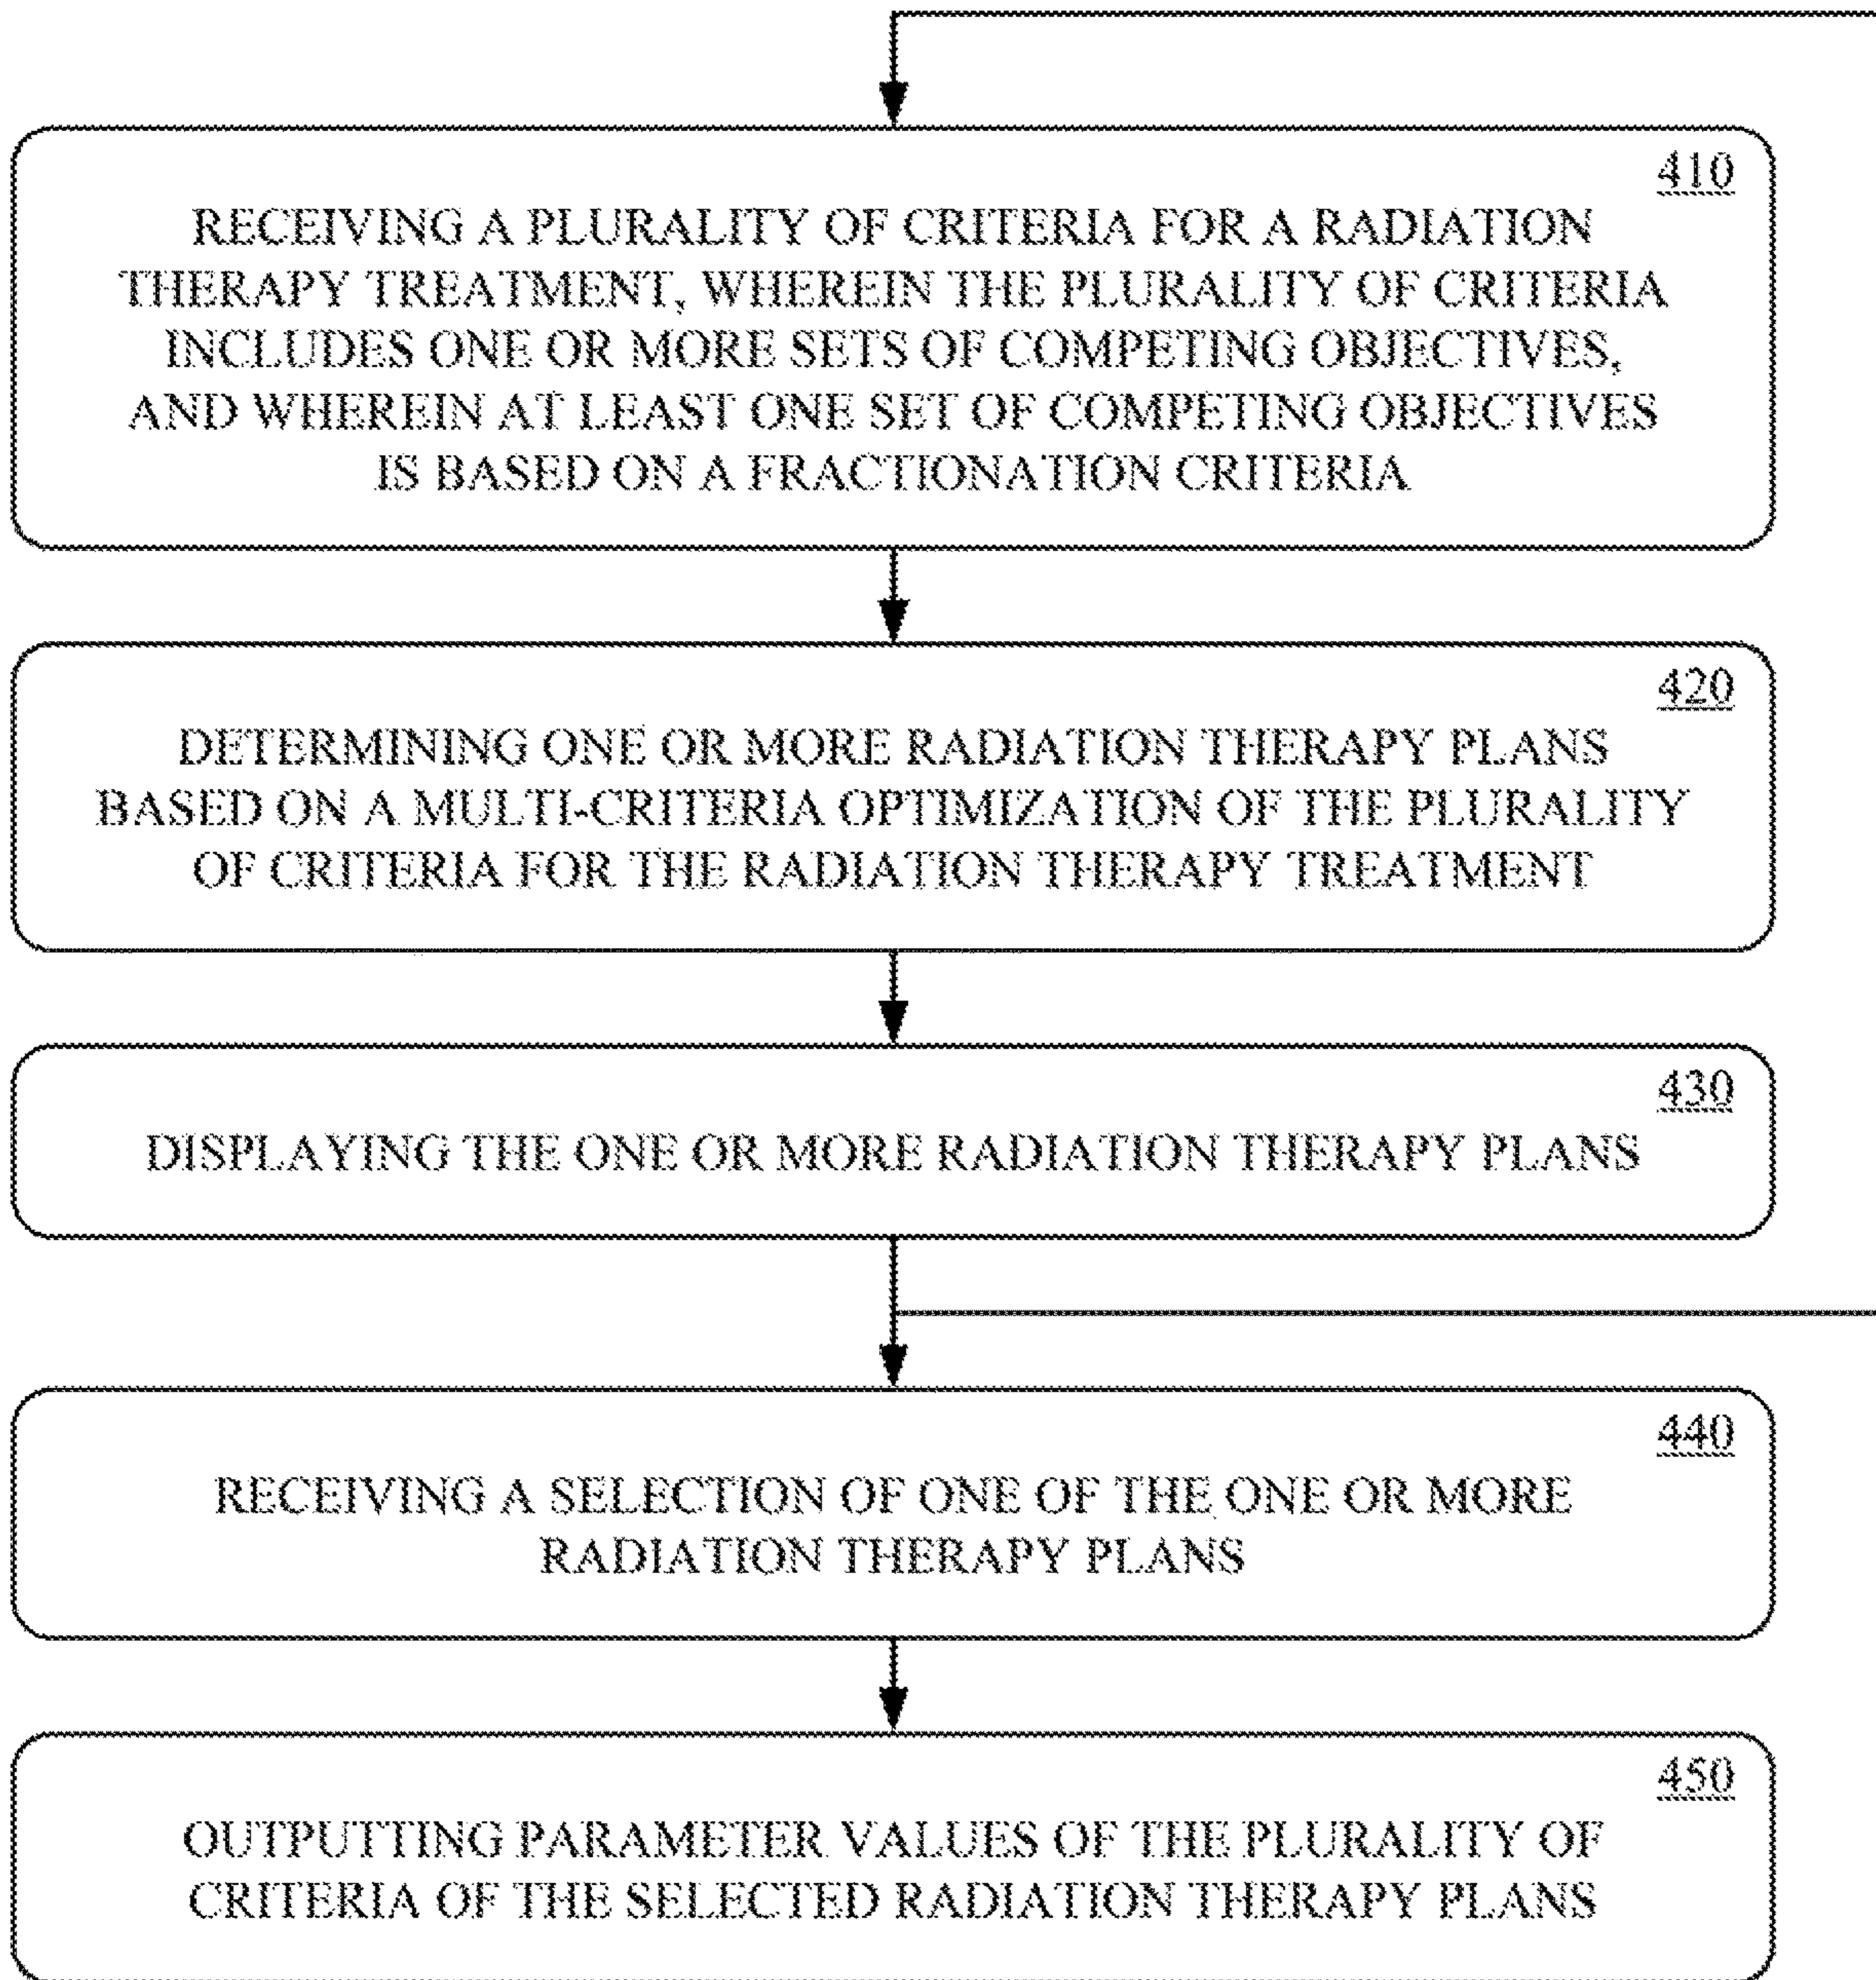 410
RECEIVING A PLURALITY OF CRITERIA FOR A RADIATION
THERAPY TREATMENT, WHEREIN THE PLURALITY OF CRITERIA
INCLUDES ONE OR MORE SETS OF COMPETING OBJECTIVES,
AND WHEREIN AT LEAST ONE SET OF COMPETING OBJECTIVES
IS BASED ON A FRACTIONATION CRITERIA
420
DETERMINING ONE OR MORE RADIATION THERAPY PLANS
BASED ON A MULTI-CRITERIA OPTIMIZATION OF THE PLURALITY
OF CRITERIA FOR THE RADIATION THERAPY TREATMENT
430
DISPLAYING THE ONE OR MORE RADIATION THERAPY PLANS
440
RECEIVING A SELECTION OF ONE OF THE ONE OR MORE
RADIATION THERAPY PLANS
450
OUTPUTTING PARAMETER VALUES OF THE PLURALITY OF
CRITERIA OF THE SELECTED RADIATION THERAPY PLANS